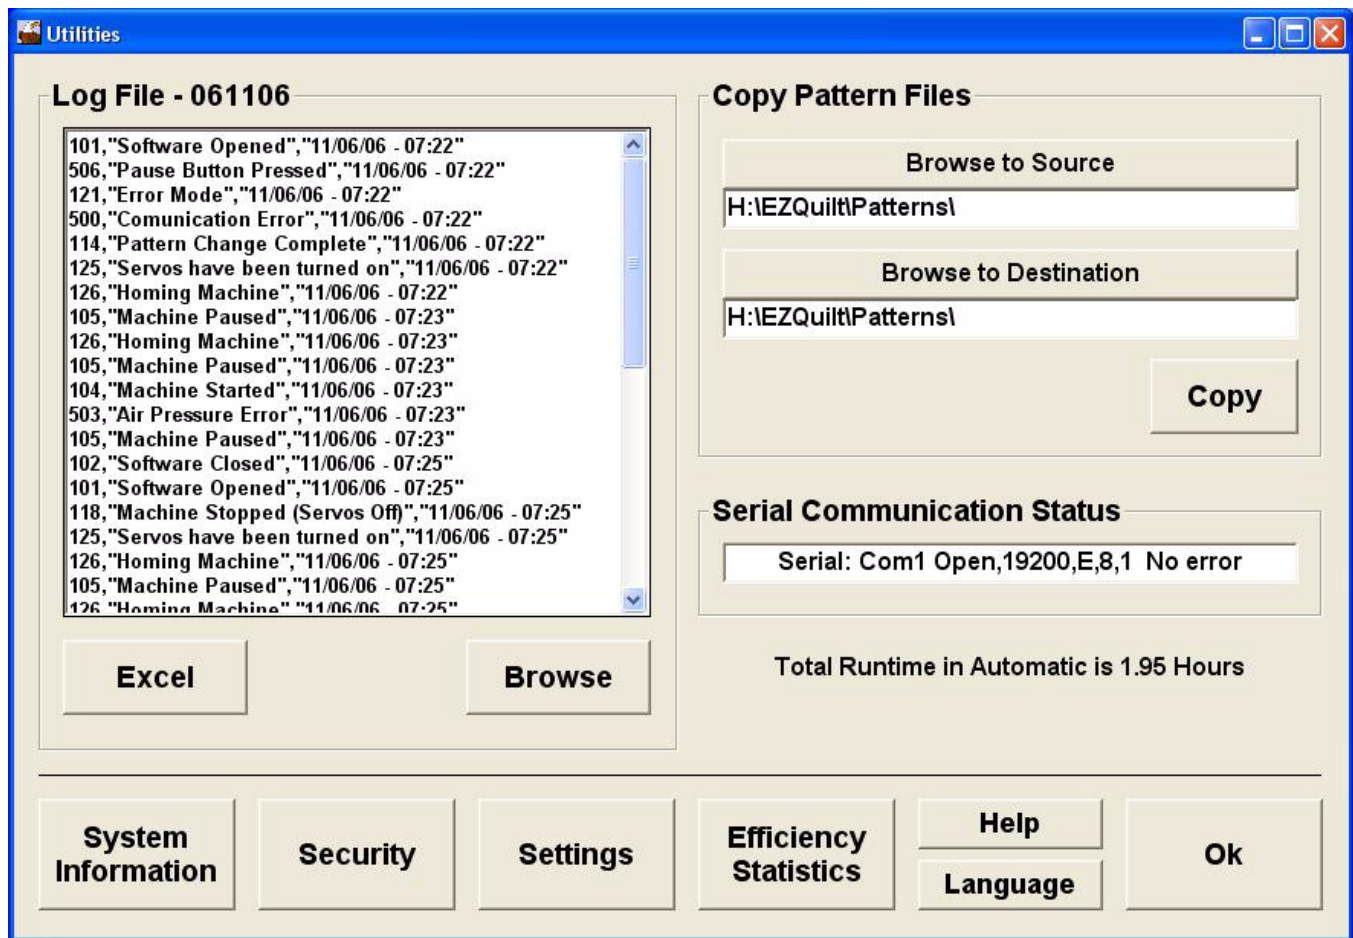 Utilities
Log File - 061106
101,"Software Opened","11/06/06 - 07:22"
506,"Pause Button Pressed","11/06/06 - 07:22"
121,"Error Mode","11/06/06 - 07:22"
500,"Comunication Error","11/06/06 - 07:22"
114,"Pattern Change Complete","11/06/06 - 07:22"
125,"Servos have been turned on","11/06/06 - 07:22"
126,"Homing Machine","11/06/06 - 07:22"
105,"Machine Paused","11/06/06 - 07:23"
126,"Homing Machine","11/06/06 - 07:23"
105,"Machine Paused","11/06/06 - 07:23"
104,"Machine Started","11/06/06 - 07:23"
503,"Air Pressure Error","11/06/06 - 07:23"
105,"Machine Paused","11/06/06 - 07:23"
102,"Software Closed","11/06/06 - 07:25"
101,"Software Opened","11/06/06 - 07:25"
118,"Machine Stopped (Servos Off)","11/06/06 - 07:25"
125,"Servos have been turned on","11/06/06 - 07:25"
126,"Homing Machine","11/06/06 - 07:25"
105,"Machine Paused","11/06/06 - 07:25"
126,"Homing Machine","11/06/06 - 07:25"
Excel
Browse
Copy Pattern Files
Browse to Source
H:\EZQuilt\Patterns\
Browse to Destination
H:\EZQuilt\Patterns\
Copy
Serial Communication Status
Serial: Com1 Open,19200,E,8,1 No error
Total Runtime in Automatic is 1.95 Hours
System
Information
Security
Settings
Efficiency
Statistics
Help
Language
Ok